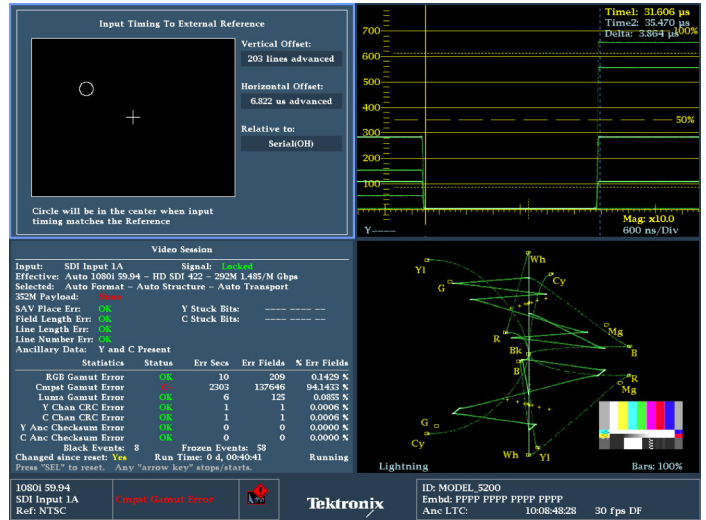 Input Timing To External Reference
Vertical Offset:
203 lines advanced
Horizontal Offset:
6.822 us advanced
Relative to:
Serial(OH)
Circle will be in the center when input
timing matches the Reference
Time1: 31.606 µs
Time2: 35.470 µs
Delta: 3.864 µs
100%
700
600
500
50%
400
300
200
100
Mag: x10.0
Y----
600 ns/Div
Video Session
Input: SDI Input 1A Signal: Locked
Effective: Auto 1080i 59.94 – HD SDI 422 – 292M 1.485/M Gbps
Selected: Auto Format – Auto Structure – Auto Transport
352M Payload:
SAV Place Err: OK Y Stuck Bits: ---- ---- --
Field Length Err: OK C Stuck Bits: ---- ---- --
Line Length Err: OK
Line Number Err: OK
Ancillary Data: Y and C Present
Statistics Status Err Secs Err Fields % Err Fields
RGB Gamut Error OK 10 209 0.1429 %
Cmpst Gamut Error C 2303 137646 94.1433 %
Luma Gamut Error OK 6 125 0.0855 %
Y Chan CRC Error OK 1 1 0.0006 %
C Chan CRC Error OK 1 1 0.0006 %
Y Anc Checksum Error OK 0 0 0.0000 %
C Anc Checksum Error OK 0 0 0.0000 %
Black Events: 8 Frozen Events: 58
Changed since reset: Yes Run Time: 0 d, 00:40:41 Running
Press "SEL" to reset. Any "arrow key" stops/starts.
Yl
Wh
G
Cy
R
Mg
Bk
B
B
R
Mg
G
Cy
Wh
Yl
Lightning
Bars: 100%
1080i 59.94
SDI Input 1A
Ref: NTSC
Cmpst Gamut Error
Tektronix
ID: MODEL_5200
Embd: PPPP PPPP PPPP PPPP
Anc LTC: 10:08:48:28 30 fps DF